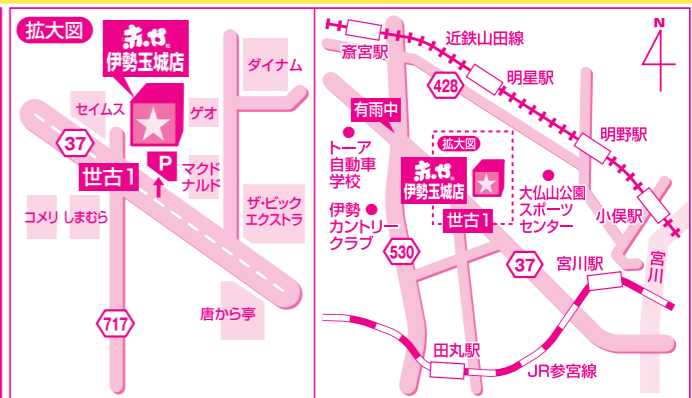 拡大図
赤や
伊勢玉城店
ダイナム
セイムス
ゲオ
37
P
世古1
マクド
ナルド
コメリ
しまむら
ザ・ビック
エクストラ
717
唐から亭
斎宮駅
近鉄山田線
N
428
明星駅
有雨中
明野駅
トーア
自動車
学校
拡大図
赤や
伊勢玉城店
大仏山公園
スポーツ
センター
小俣駅
伊勢
カントリー
クラブ
世古1
宮川
530
37
宮川駅
田丸駅
JR参宮線